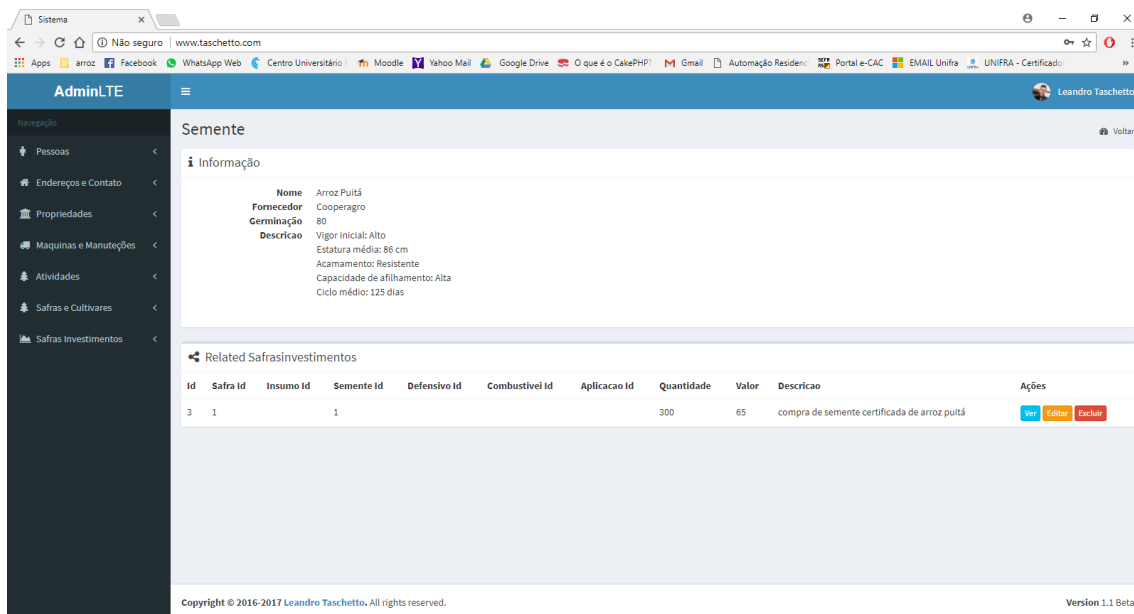 Sistema
Não seguro | www.taschetto.com
Apps arroz Facebook WhatsApp Web Centro Universitário Moodle Yahoo Mail Google Drive O que é o CakePHP? Gmail Automação Residenc Portal e-CAC EMAIL Unifra UNIFRA - Certificado
AdminLTE
Leandro Taschetto
Navegação
Pessoas
Endereços e Contato
Propriedades
Maquinas e Manuteções
Atividades
Safras e Cultivares
Safras Investimentos
Semente
Voltar
Informação
Nome Arroz Puitá
Fornecedor Cooperagro
Germinação 80
Descricao Vigor inicial: Alto
Estatura média: 86 cm
Acamamento: Resistente
Capacidade de afilhamento: Alta
Ciclo médio: 125 dias
Related Safrasinvestimentos
Id Safra Id Insumo Id Semente Id Defensivo Id Combustivei Id Aplicacao Id Quantidade Valor Descricao Ações
3 1 1 300 65 compra de semente certificada de arroz puitá Ver Editar Excluir
Copyright © 2016-2017 Leandro Taschetto. All rights reserved.
Version 1.1 Beta